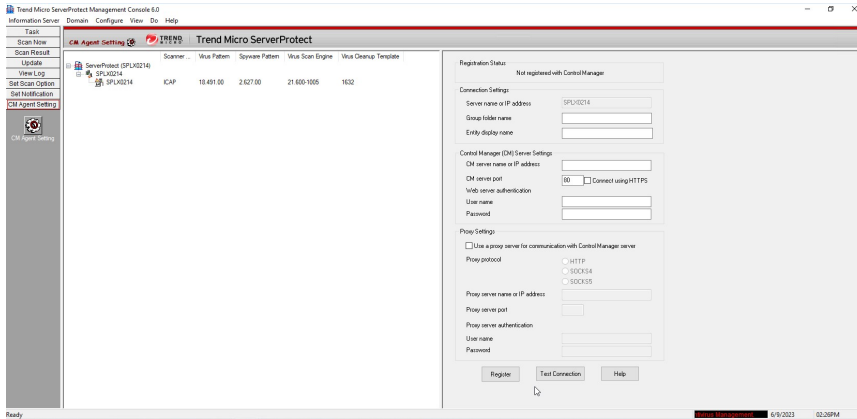 Trend Micro ServerProtect Management Console 6.0
Information Server Domain Configure View Do Help
Task
Scan Now
Scan Result
Update
View Log
Set Scan Option
Set Notification
CM Agent Setting
CM Agent Setting
CM Agent Setting TREND MICRO Trend Micro ServerProtect
Scanner ... Virus Pattern Spyware Pattern Virus Scan Engine Virus Cleanup Template
ServerProtect (SPLX0214)
SPLX0214
SPLX0214 ICAP 18.491.00 2.627.00 21.600-1005 1632
Registration Status
Not registered with Control Manager
Connection Settings
Server name or IP address SPLX0214
Group folder name
Entity display name
Control Manager (CM) Server Settings
CM server name or IP address
CM server port 80 Connect using HTTPS
Web server authentication
User name
Password
Proxy Settings
Use a proxy server for communication with Control Manager server
Proxy protocol HTTP
SOCKS4
SOCKS5
Proxy server name or IP address
Proxy server port
Proxy server authentication
User name
Password
Register Test Connection Help
Ready Management 6/9/2023 02:26PM